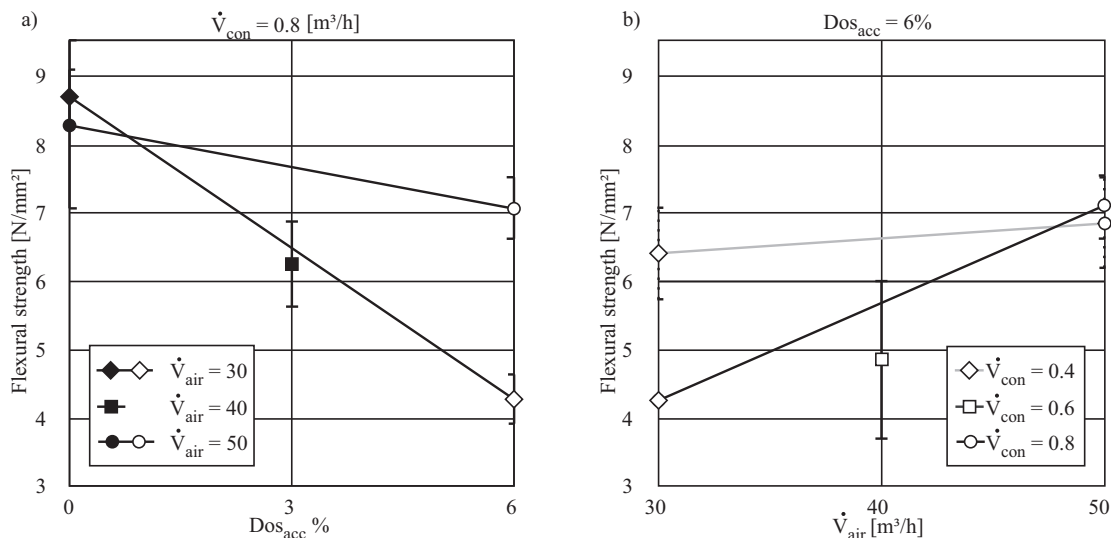 a)
V̇con = 0.8 [m³/h]
Flexural strength [N/mm²]
9
8
7
6
5
4
3
V̇air = 30
V̇air = 40
V̇air = 50
0
3
6
Dosacc %
b)
Dosacc = 6%
Flexural strength [N/mm²]
9
8
7
6
5
4
3
V̇con = 0.4
V̇con = 0.6
V̇con = 0.8
30
40
50
V̇air [m³/h]